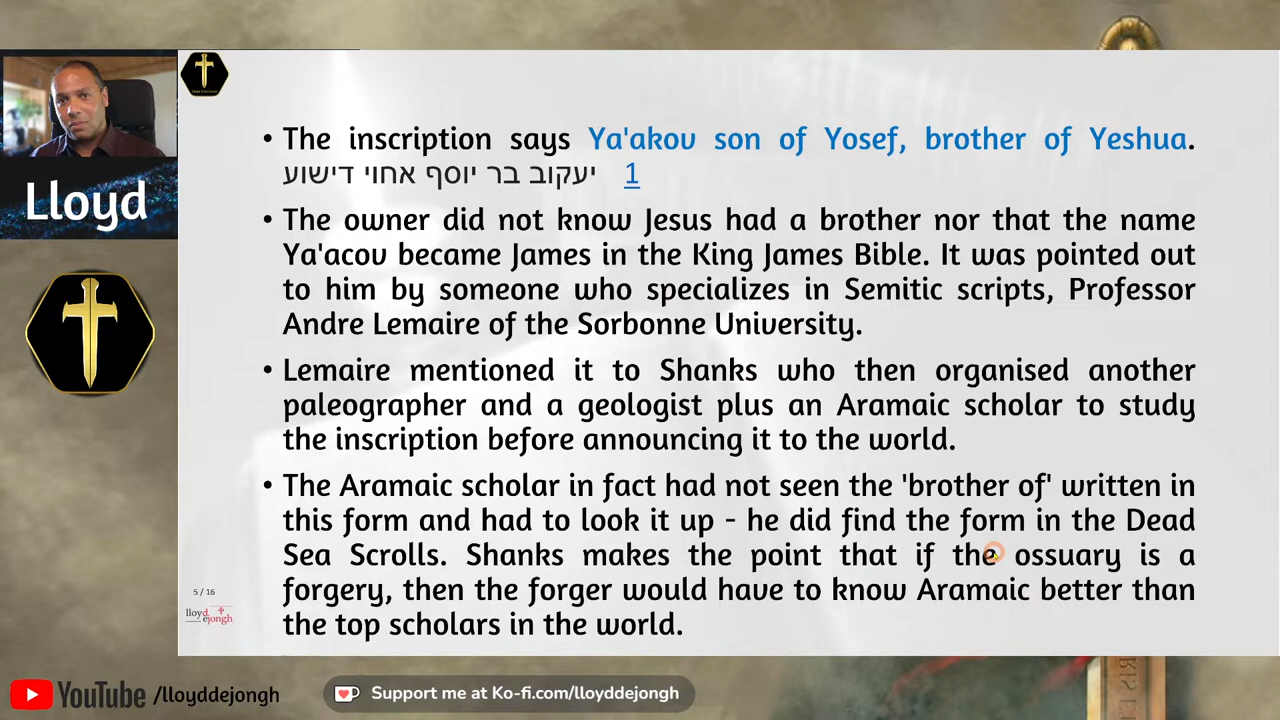 • The inscription says Ya'akov son of Yosef, brother of Yeshua.
יעקוב בר יוסף אחוי דישוע 1
• The owner did not know Jesus had a brother nor that the name
Ya'acov became James in the King James Bible. It was pointed out
to him by someone who specializes in Semitic scripts, Professor
Andre Lemaire of the Sorbonne University.
• Lemaire mentioned it to Shanks who then organised another
paleographer and a geologist plus an Aramaic scholar to study
the inscription before announcing it to the world.
• The Aramaic scholar in fact had not seen the 'brother of' written in
this form and had to look it up - he did find the form in the Dead
Sea Scrolls. Shanks makes the point that if the ossuary is a
forgery, then the forger would have to know Aramaic better than
the top scholars in the world.
Lloyd
5 / 16
lloyd
ejongh
YouTube /lloyddejongh
Support me at Ko-fi.com/lloyddejongh